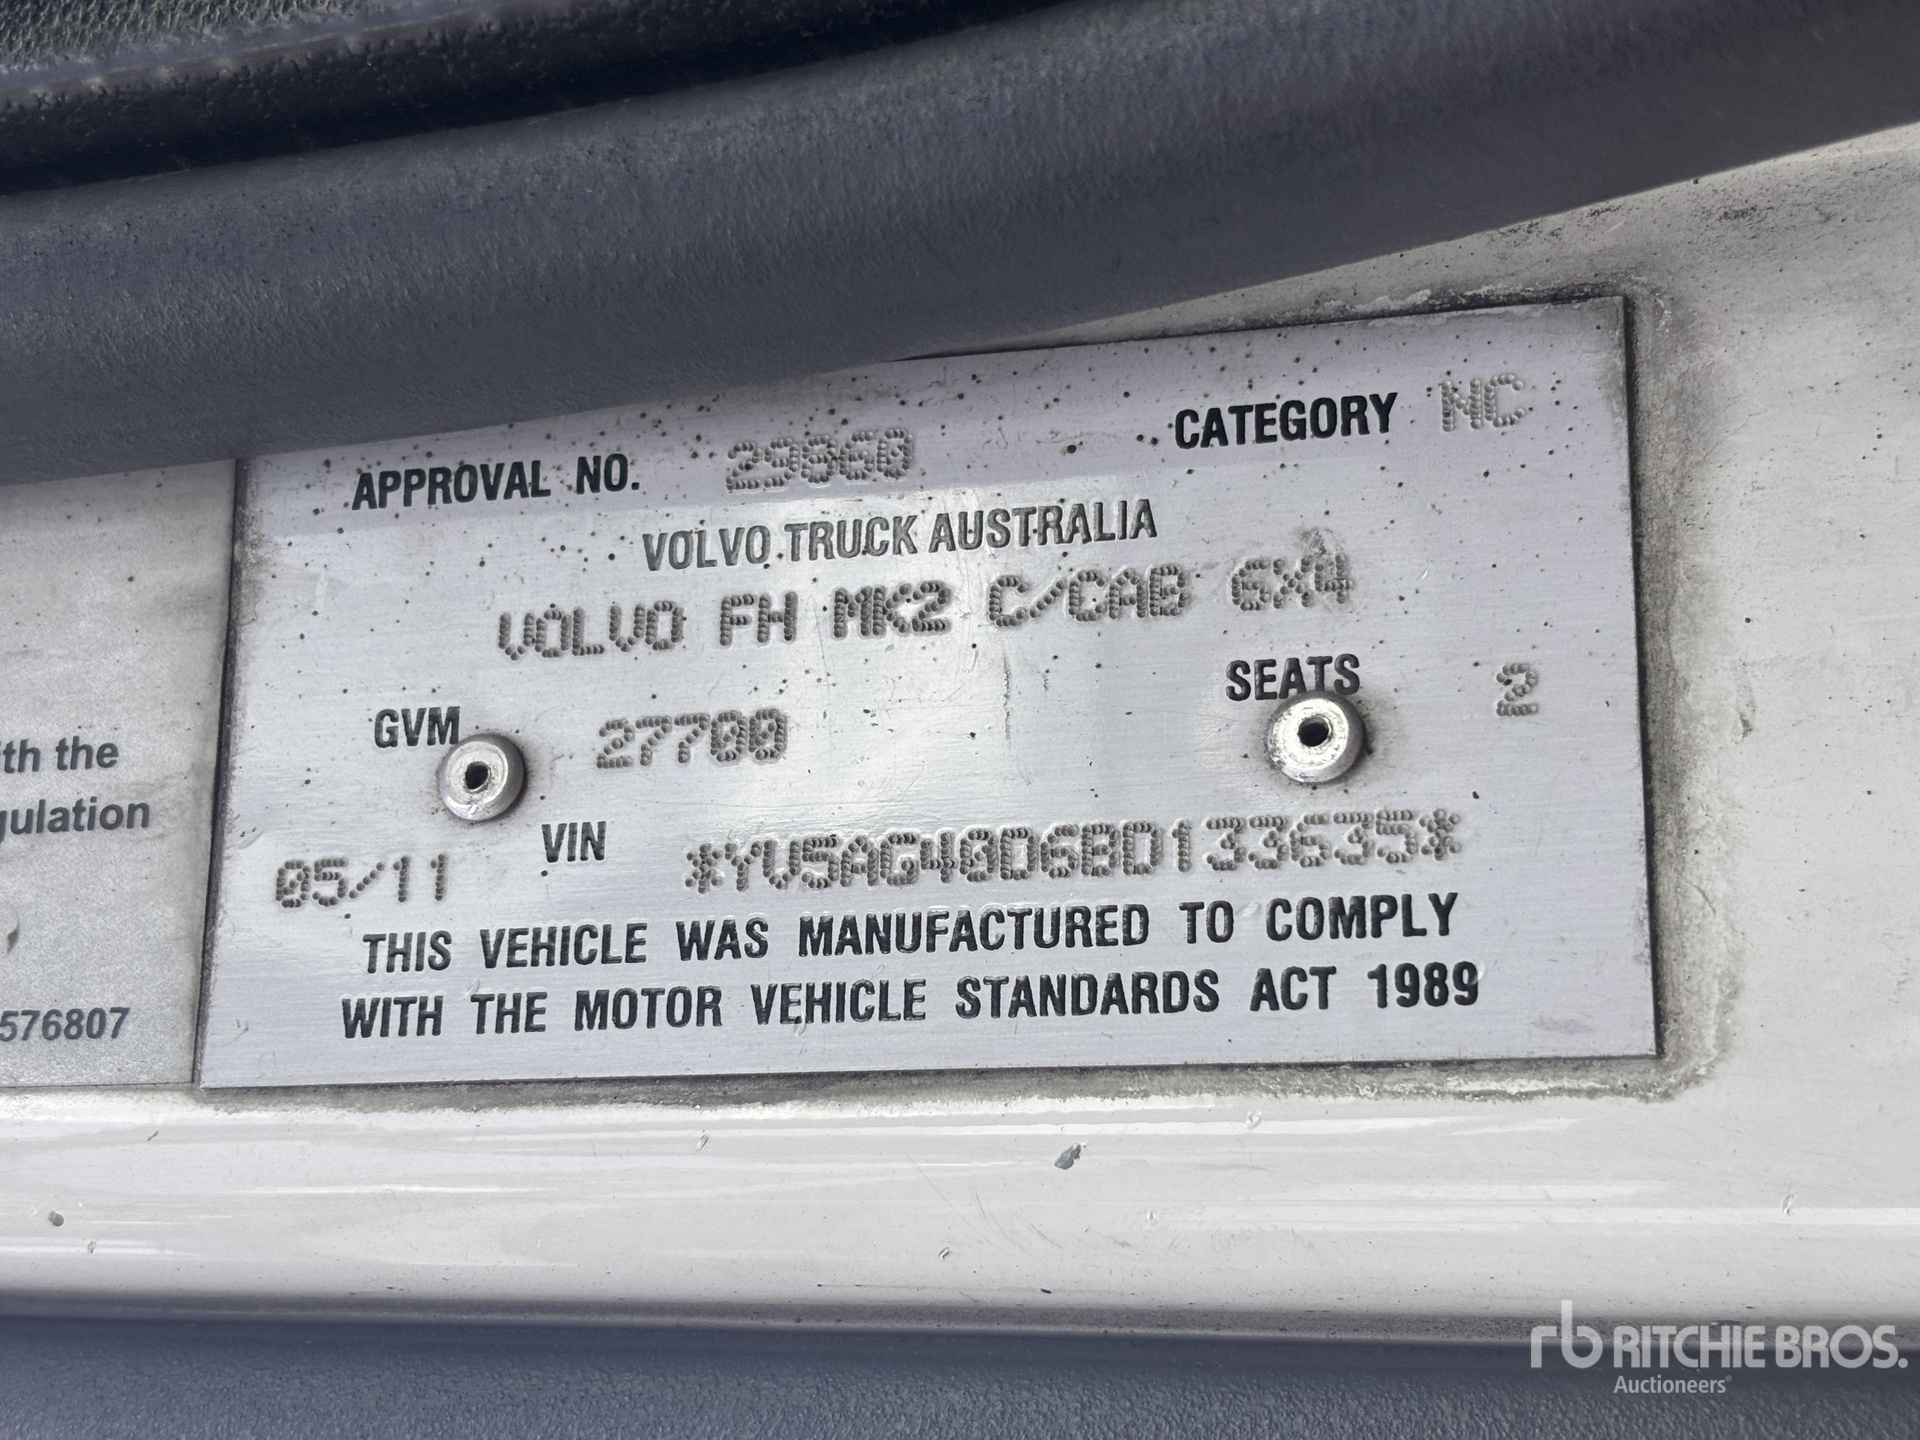 APPROVAL NO. 29860 CATEGORY NC
VOLVO TRUCK AUSTRALIA
VOLVO FH MK2 C/CAB 6X4
GVM 27700 SEATS 2
05/11 VIN *YV5AG40D6BD133635*
THIS VEHICLE WAS MANUFACTURED TO COMPLY
WITH THE MOTOR VEHICLE STANDARDS ACT 1989
ith the
gulation
576807
rb RITCHIE BROS.
Auctioneers